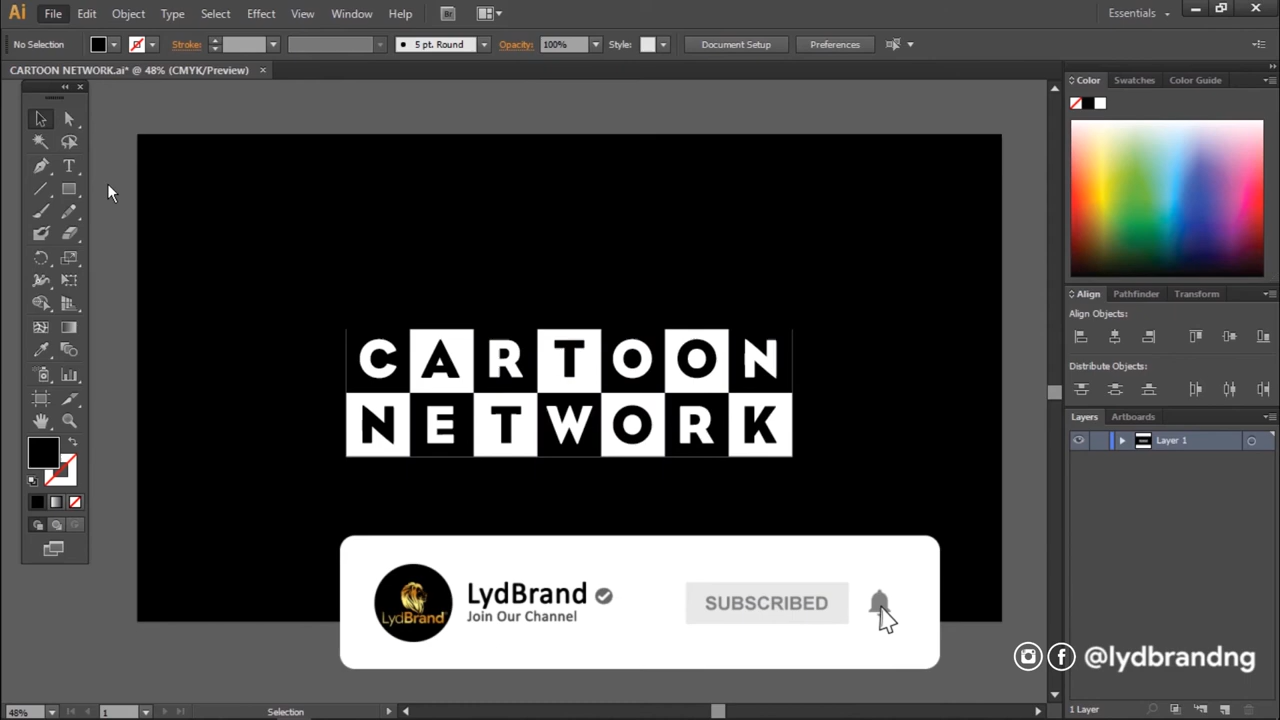 Ai File Edit Object Type Select Effect View Window Help Br Essentials
No Selection Stroke: 5 pt. Round Opacity: 100% Style: Document Setup Preferences
CARTOON NETWORK.ai* @ 48% (CMYK/Preview)
Color Swatches Color Guide
Align Pathfinder Transform
Align Objects:
Distribute Objects:
Layers Artboards
Layer 1
T
CARTOON
NETWORK
LydBrand
LydBrand
Join Our Channel
SUBSCRIBED
@lydbrandng
48% 1 Selection 1 Layer